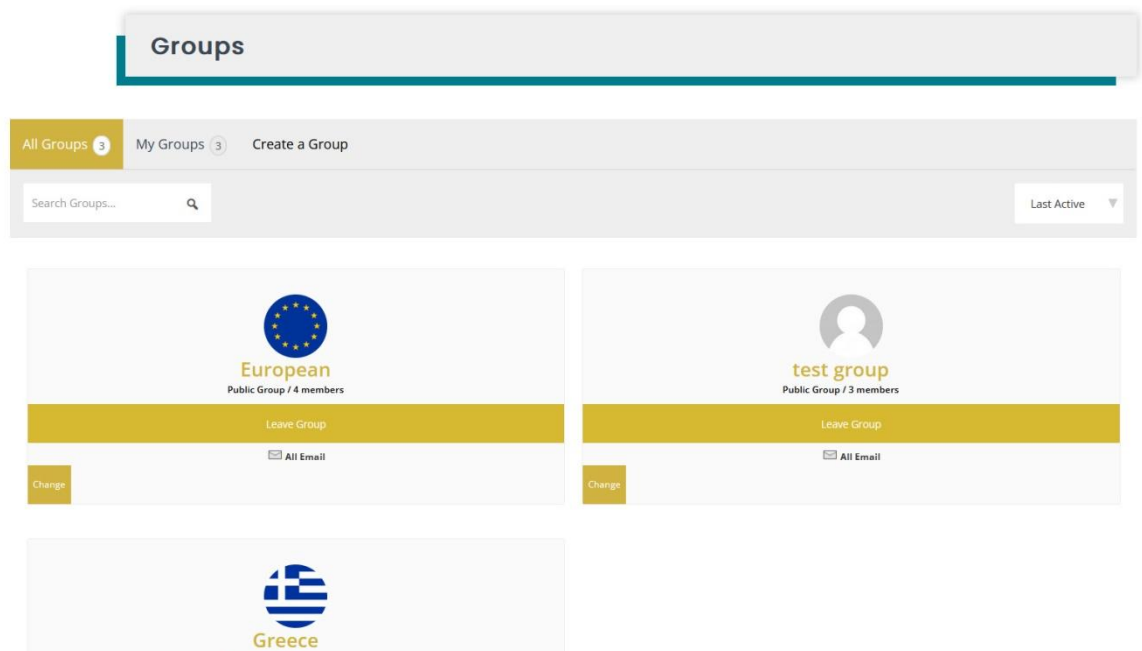 Groups
All Groups 3 My Groups 3 Create a Group
Search Groups... Last Active
European
Public Group / 4 members
Leave Group
All Email
Change
test group
Public Group / 3 members
Leave Group
All Email
Change
Greece